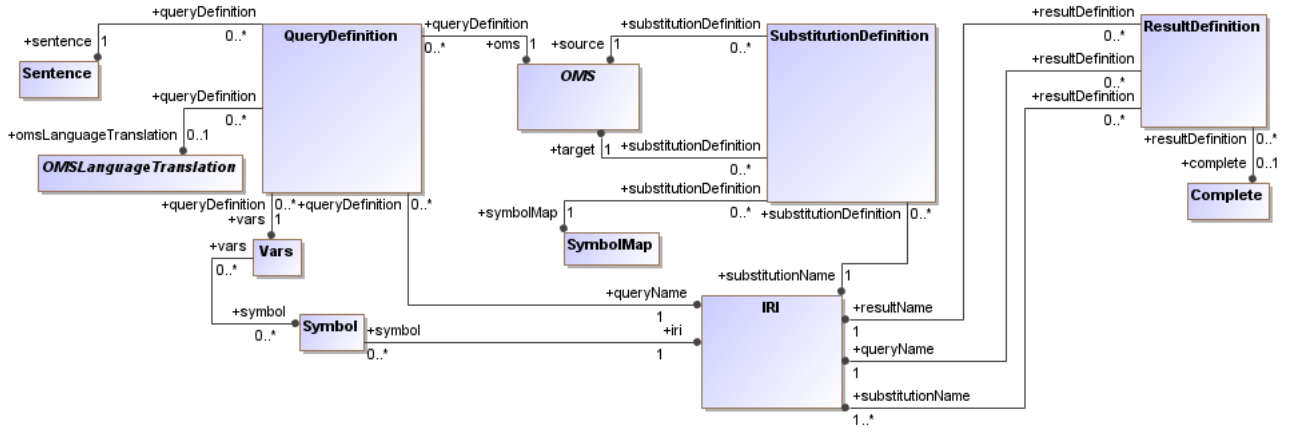 +queryDefinition
0..*
+sentence
1
Sentence
QueryDefinition
+queryDefinition
0..*
+oms
1
+queryDefinition
0..*
+omsLanguageTranslation
0..1
OMSLanguageTranslation
+queryDefinition
0..*
+vars
1
+queryDefinition
0..*
+vars
0..*
Vars
+symbol
0..*
Symbol
+symbol
0..*
+iri
1
+queryName
1
OMS
+source
1
+substitutionDefinition
0..*
SubstitutionDefinition
+target
1
+substitutionDefinition
0..*
+substitutionDefinition
0..*
+symbolMap
1
SymbolMap
+substitutionDefinition
0..*
+substitutionName
1
IRI
+resultName
1
+queryName
1
+substitutionName
1..*
+resultDefinition
0..*
+resultDefinition
0..*
+resultDefinition
0..*
ResultDefinition
+resultDefinition
0..*
+complete
0..1
Complete